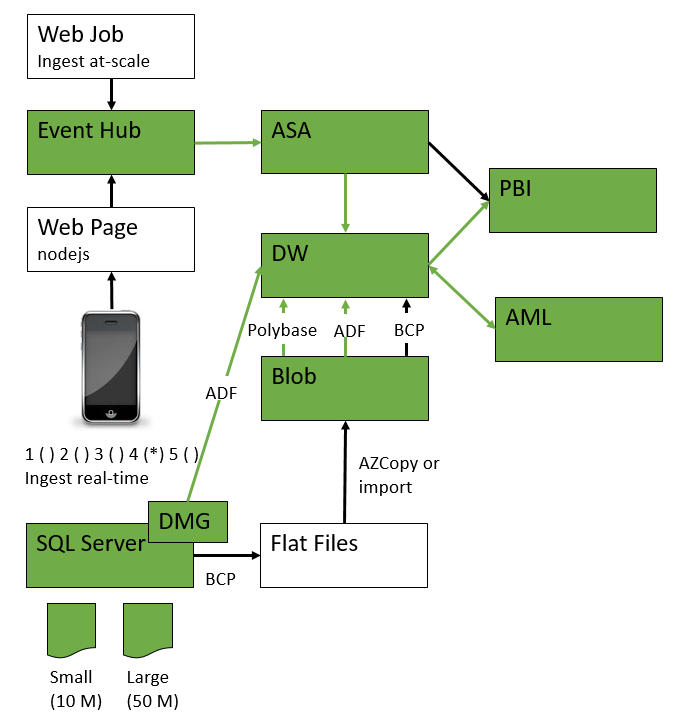 Web Job
Ingest at-scale
Event Hub
ASA
PBI
Web Page
nodejs
DW
AML
Polybase
ADF
BCP
Blob
ADF
1 ( ) 2 ( ) 3 ( ) 4 (*) 5 ( )
Ingest real-time
AZCopy or
import
DMG
SQL Server
Flat Files
BCP
Small
(10 M)
Large
(50 M)